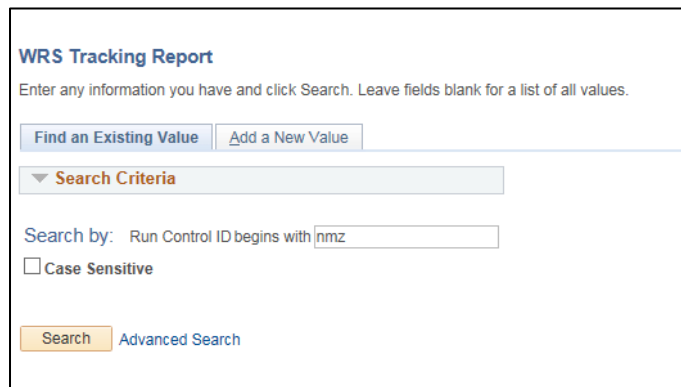 WRS Tracking Report
Enter any information you have and click Search. Leave fields blank for a list of all values.
Find an Existing Value Add a New Value
Search Criteria
Search by: Run Control ID begins with nmz
Case Sensitive
Search Advanced Search